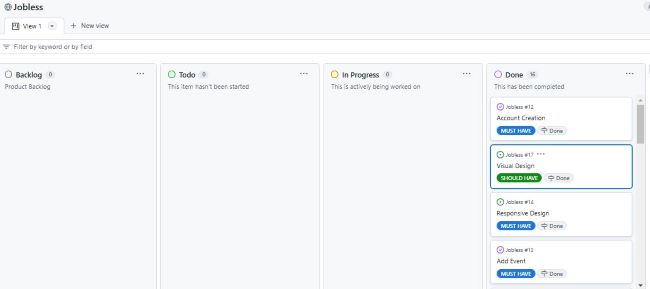 Jobless
View 1
+ New view
Filter by keyword or by field
Backlog 0
Product Backlog
Todo 0
This item hasn't been started
In Progress 0
This is actively being worked on
Done 16
This has been completed
Jobless #12
Account Creation
MUST HAVE Done
Jobless #17
Visual Design
SHOULD HAVE Done
Jobless #14
Responsive Design
MUST HAVE Done
Add Event
MUST HAVE Done